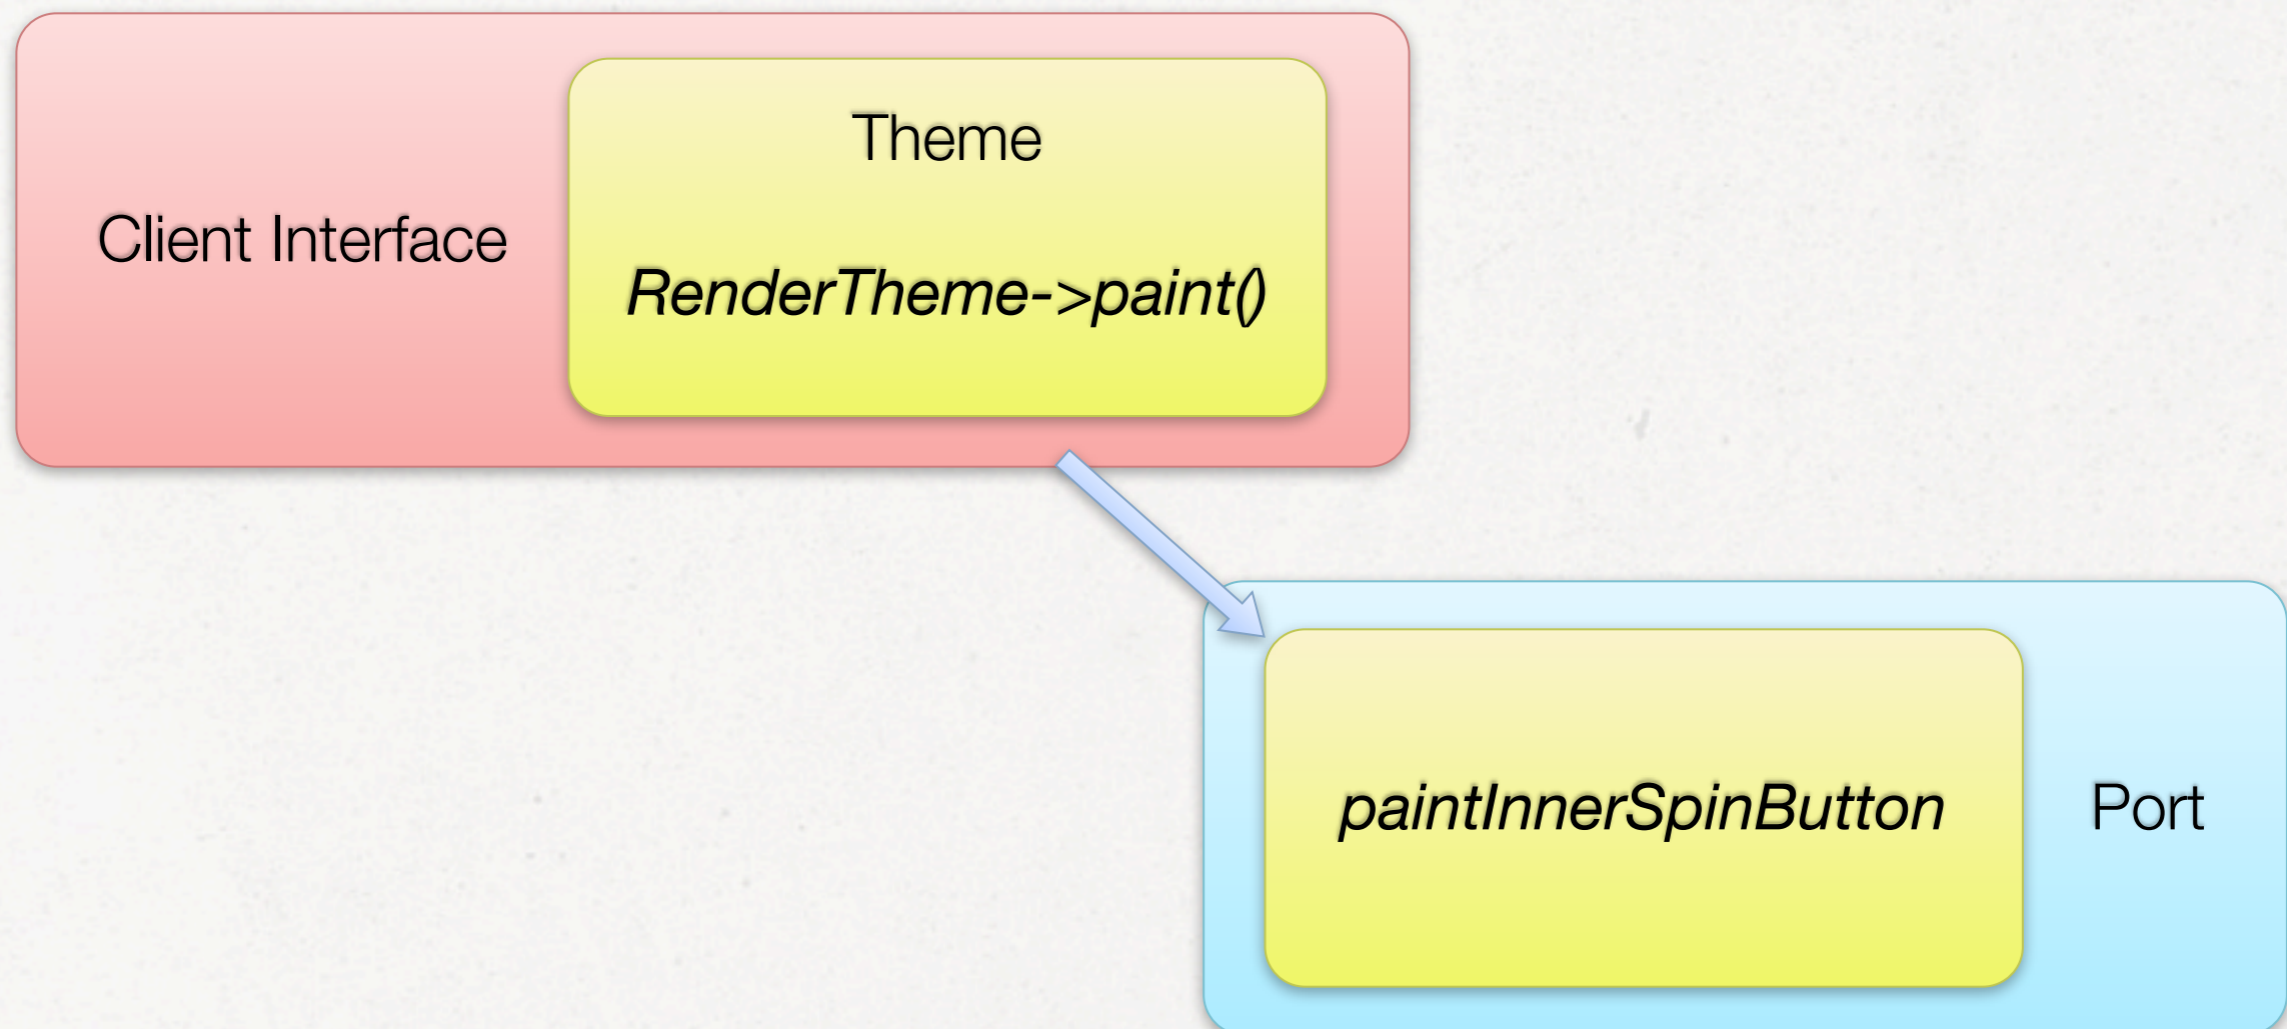 Theme
Client Interface
RenderTheme->paint()
paintInnerSpinButton
Port